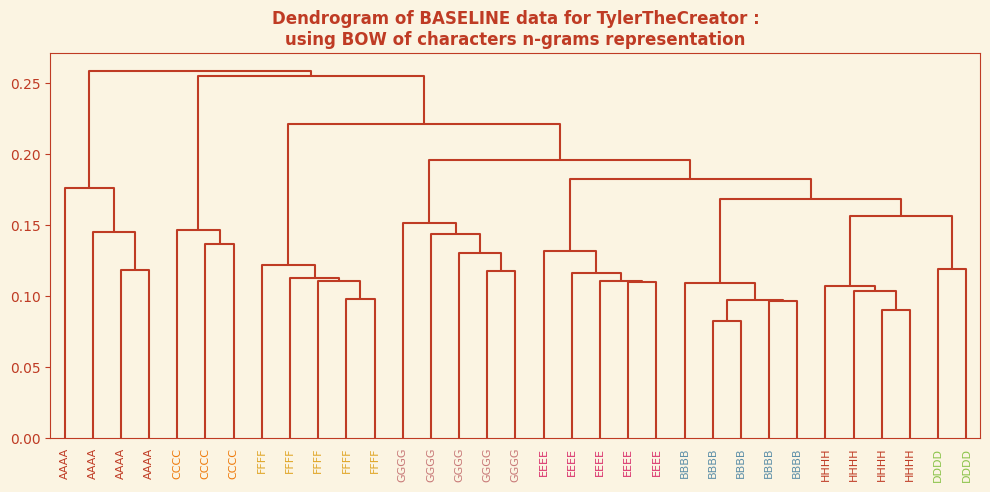 Dendrogram of BASELINE data for TylerTheCreator :
using BOW of characters n-grams representation
0.25
0.20
0.15
0.10
0.05
0.00
AAAA AAAA AAAA AAAA CCCC CCCC CCCC FFFF FFFF FFFF FFFF FFFF GGGG GGGG GGGG GGGG GGGG EEEE EEEE EEEE EEEE EEEE BBBB BBBB BBBB BBBB BBBB HHHH HHHH HHHH HHHH DDDD DDDD